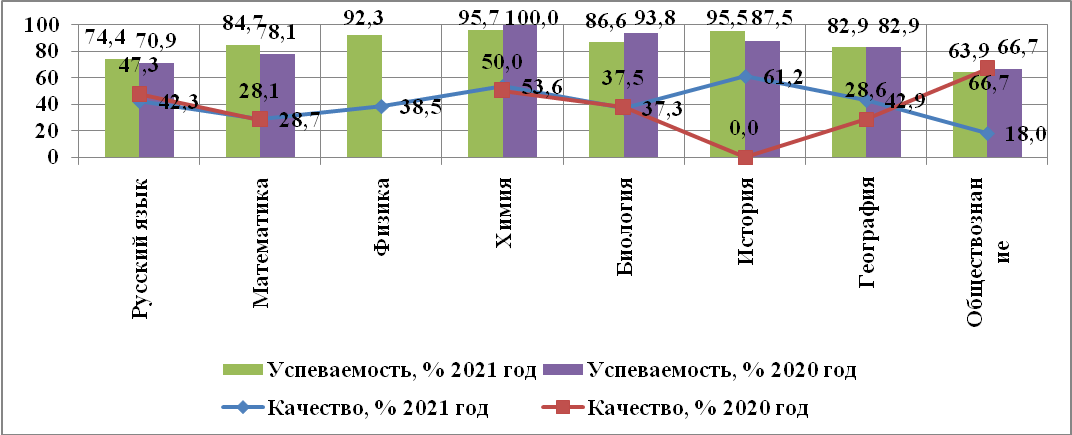 100
80
60
40
20
0
74,4 70,9
84,7 78,1
92,3
95,7 100,0
86,6 93,8
95,5 87,5
82,9 82,9
63,9 66,7
47,3
42,3
28,1
28,7
38,5
50,0
53,6
37,5
37,3
0,0
61,2
28,6
42,9
66,7
18,0
Русский язык
Математика
Физика
Химия
Биология
История
География
Обществознан
ие
Успеваемость, % 2021 год Успеваемость, % 2020 год
Качество, % 2021 год Качество, % 2020 год